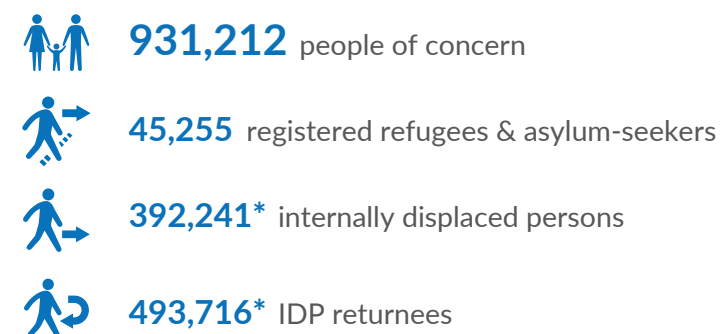 931,212 people of concern
45,255 registered refugees & asylum-seekers
392,241* internally displaced persons
493,716* IDP returnees